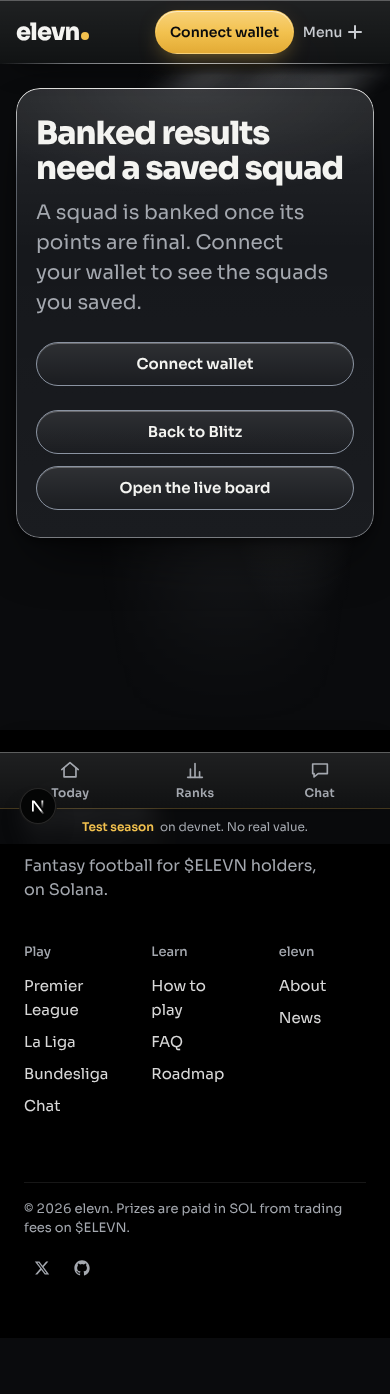 elevn.
Connect wallet
Menu
Banked results
need a saved squad
A squad is banked once its
points are final. Connect
your wallet to see the squads
you saved.
Connect wallet
Back to Blitz
Open the live board
Today
Ranks
Chat
N
Test season on devnet. No real value.
Fantasy football for $ELEVN holders,
on Solana.
Play
Learn
elevn
Premier
League
How to
play
About
La Liga
FAQ
News
Bundesliga
Roadmap
Chat
© 2026 elevn. Prizes are paid in SOL from trading
fees on $ELEVN.